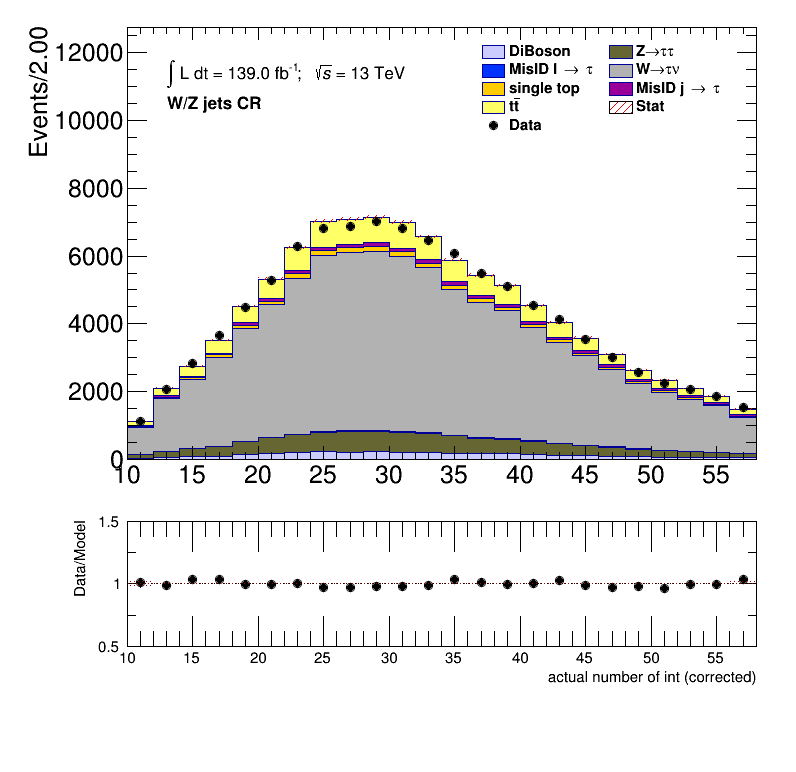 Events/2.00
12000
10000
8000
6000
4000
2000
0
∫ L dt = 139.0 fb⁻¹; √s = 13 TeV
W/Z jets CR
DiBoson
MisID l → τ
single top
tt̄
Data
Z→ττ
W→τν
MisID j → τ
Stat
10 15 20 25 30 35 40 45 50 55
Data/Model
1.5
1
0.5
10 15 20 25 30 35 40 45 50 55
actual number of int (corrected)